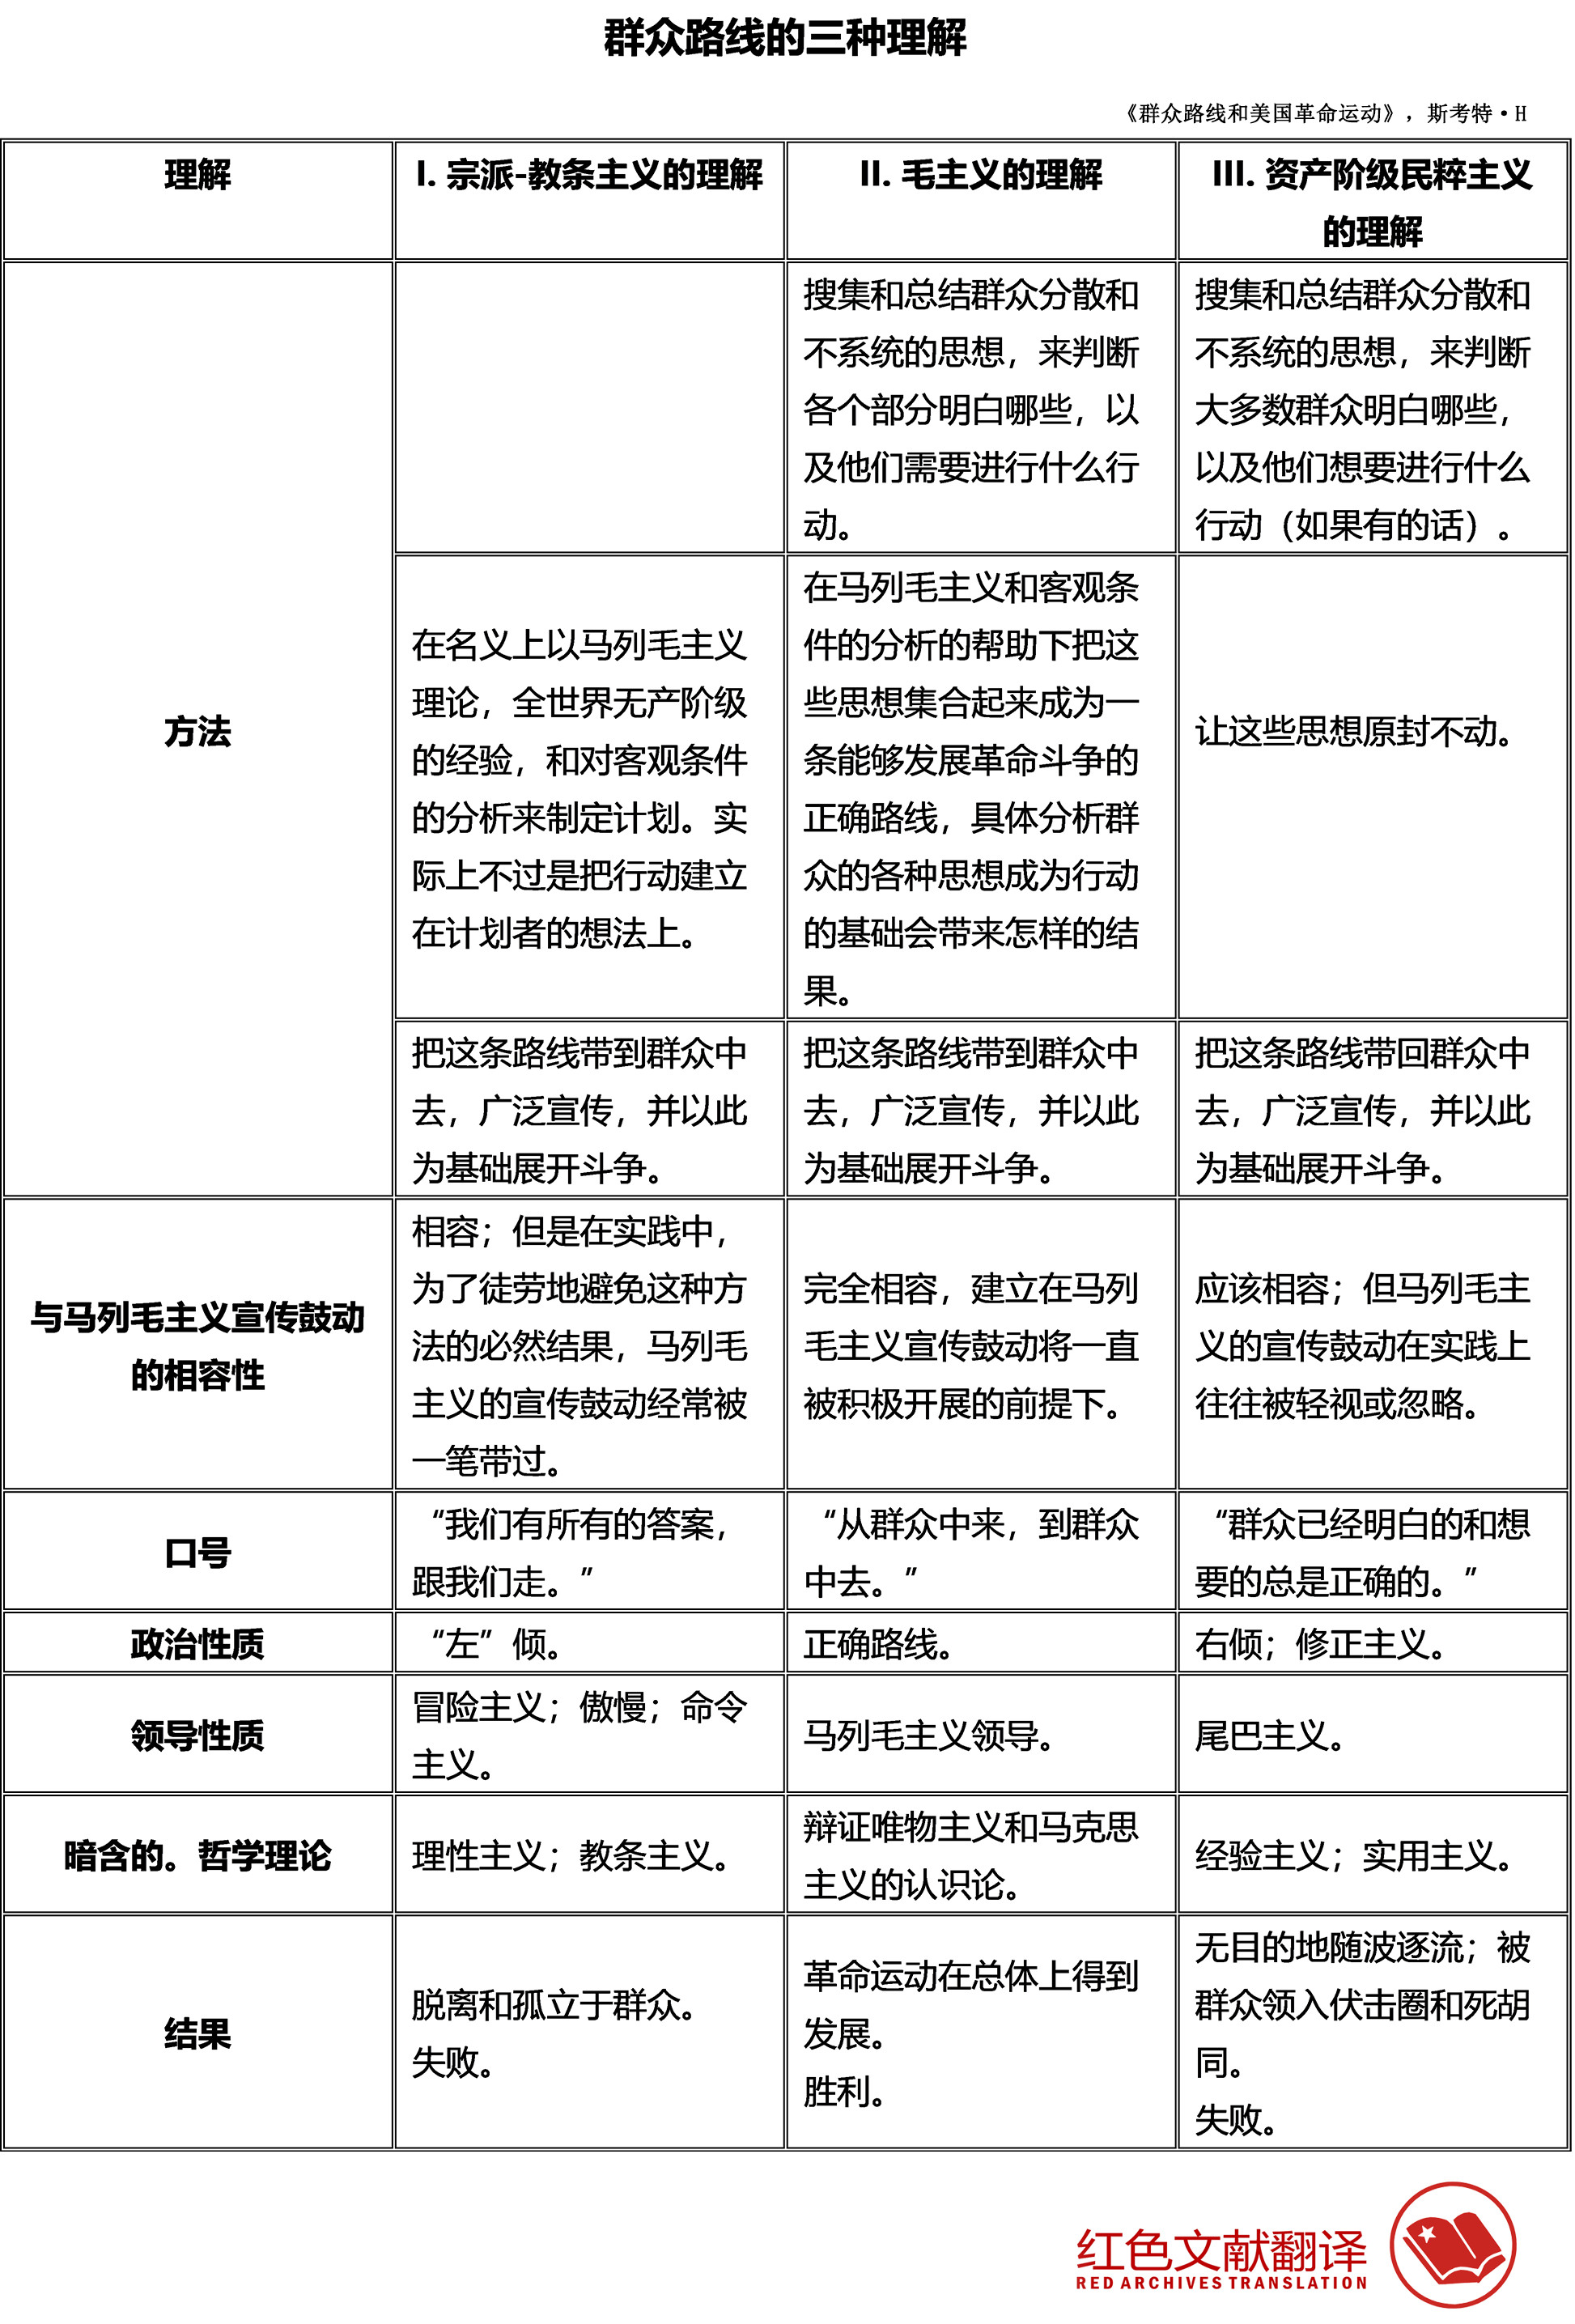 群众路线的三种理解
《群众路线和美国革命运动》，斯考特·H
理解
I. 宗派-教条主义的理解
II. 毛主义的理解
III. 资产阶级民粹主义
的理解
方法
搜集和总结群众分散和
不系统的思想，来判断
各个部分明白哪些，以
及他们需要进行什么行
动。
搜集和总结群众分散和
不系统的思想，来判断
大多数群众明白哪些，
以及他们想要进行什么
行动（如果有的话）。
在名义上以马列毛主义
理论，全世界无产阶级
的经验，和对客观条件
的分析来制定计划。实
际上不过是把行动建立
在计划者的想法上。
在马列毛主义和客观条
件的分析的帮助下把这
些思想集合起来成为一
条能够发展革命斗争的
正确路线，具体分析群
众的各种思想成为行动
的基础会带来怎样的结
果。
让这些思想原封不动。
把这条路线带到群众中
去，广泛宣传，并以此
为基础展开斗争。
把这条路线带到群众中
去，广泛宣传，并以此
为基础展开斗争。
把这条路线带回群众中
去，广泛宣传，并以此
为基础展开斗争。
与马列毛主义宣传鼓动
的相容性
相容；但是在实践中，
为了徒劳地避免这种方
法的必然结果，马列毛
主义的宣传鼓动经常被
一笔带过。
完全相容，建立在马列
毛主义宣传鼓动将一直
被积极开展的前提下。
应该相容；但马列毛主
义的宣传鼓动在实践上
往往被轻视或忽略。
口号
“我们有所有的答案，
跟我们走。”
“从群众中来，到群众
中去。”
“群众已经明白的和想
要的总是正确的。”
政治性质
“左”倾。
正确路线。
右倾；修正主义。
领导性质
冒险主义；傲慢；命令
主义。
马列毛主义领导。
尾巴主义。
暗含的。哲学理论
理性主义；教条主义。
辩证唯物主义和马克思
主义的认识论。
经验主义；实用主义。
结果
脱离和孤立于群众。
失败。
革命运动在总体上得到
发展。
胜利。
无目的地随波逐流；被
群众领入伏击圈和死胡
同。
失败。
红色文献翻译
RED ARCHIVES TRANSLATION